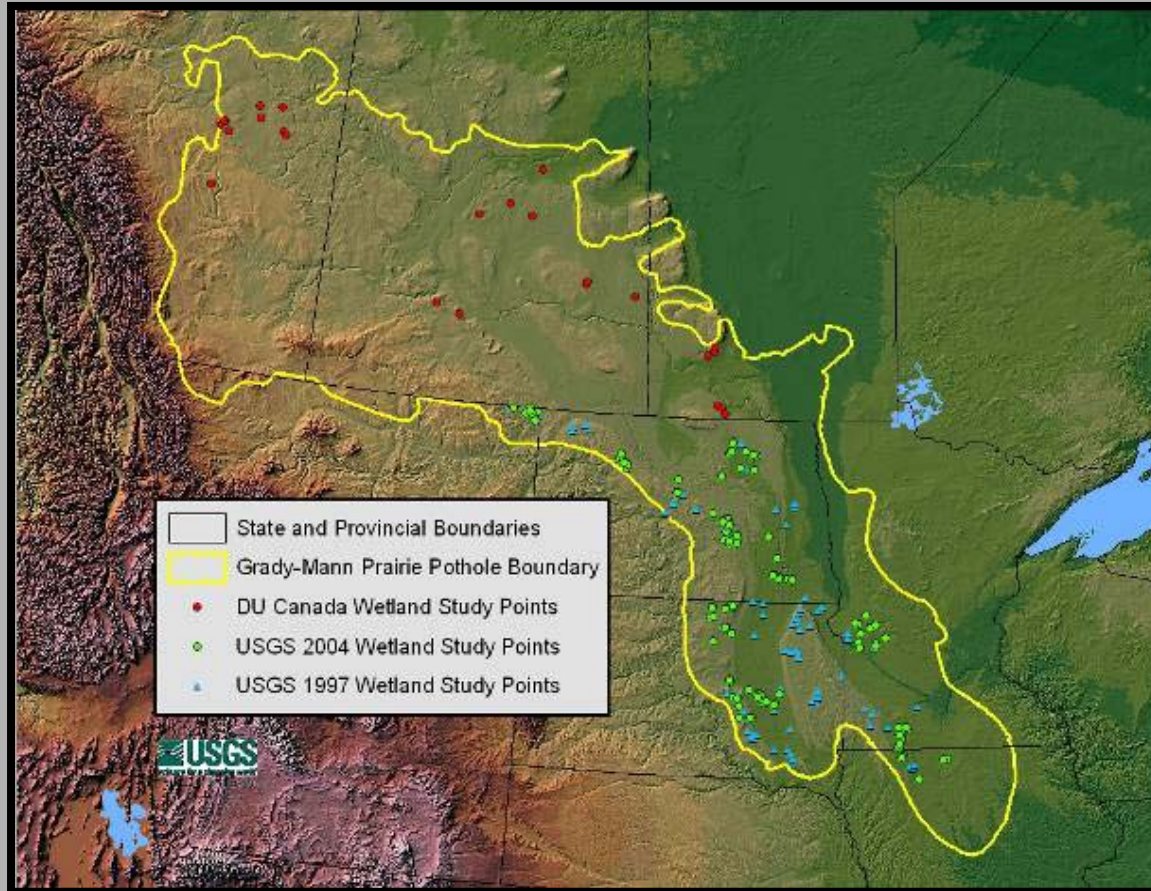 State and Provincial Boundaries
Grady-Mann Prairie Pothole Boundary
DU Canada Wetland Study Points
USGS 2004 Wetland Study Points
USGS 1997 Wetland Study Points
USGS